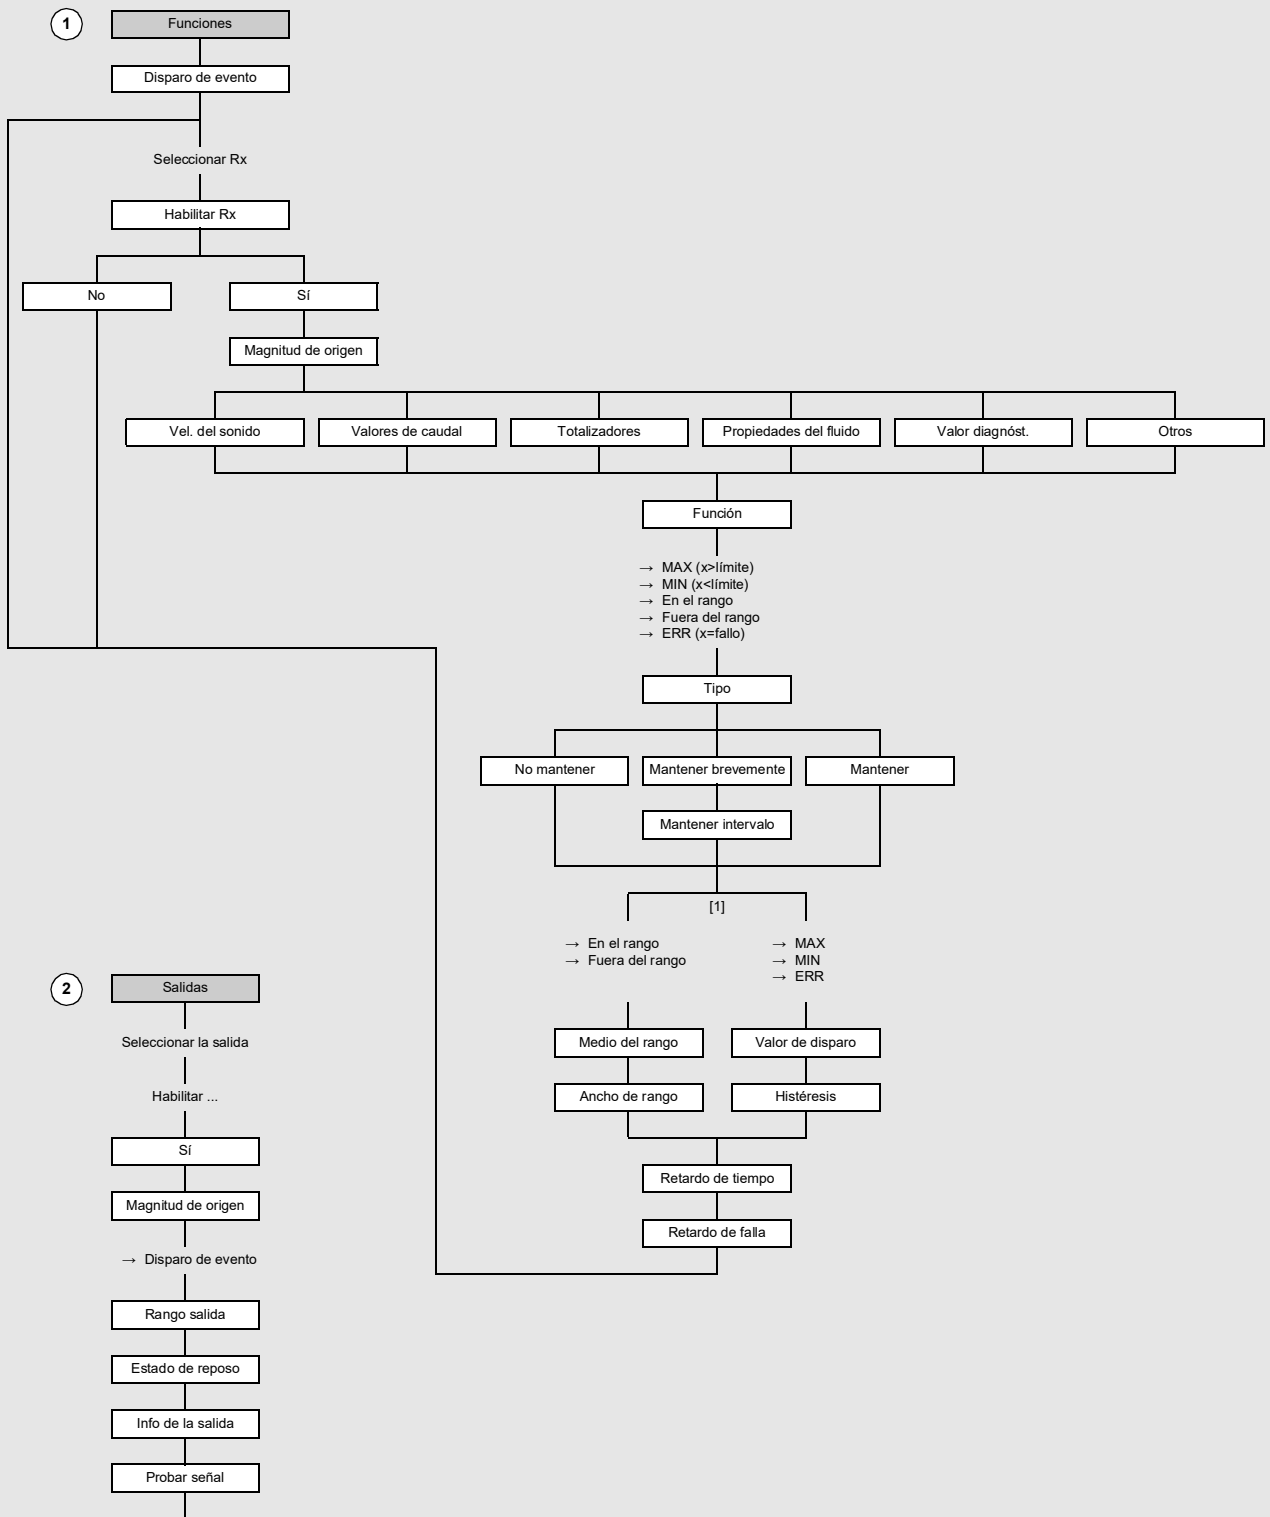 1
Funciones
Disparo de evento
Seleccionar Rx
Habilitar Rx
No
Sí
Magnitud de origen
Vel. del sonido
Valores de caudal
Totalizadores
Propiedades del fluido
Valor diagnóst.
Otros
Función
→ MAX (x>límite)
→ MIN (x<límite)
→ En el rango
→ Fuera del rango
→ ERR (x=fallo)
Tipo
No mantener
Mantener brevemente
Mantener
Mantener intervalo
[1]
→ En el rango
→ Fuera del rango
→ MAX
→ MIN
→ ERR
Medio del rango
Valor de disparo
Ancho de rango
Histéresis
Retardo de tiempo
Retardo de falla
2
Salidas
Seleccionar la salida
Habilitar ...
Sí
Magnitud de origen
→ Disparo de evento
Rango salida
Estado de reposo
Info de la salida
Probar señal